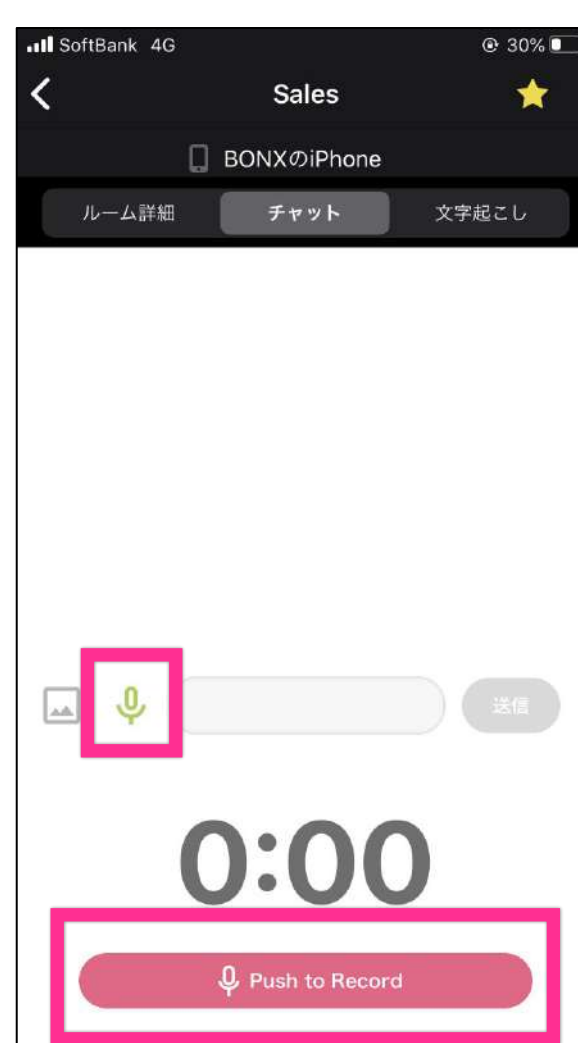 SoftBank 4G 30%
Sales
BONXのiPhone
ルーム詳細 チャット 文字起こし
送信
0:00
Push to Record